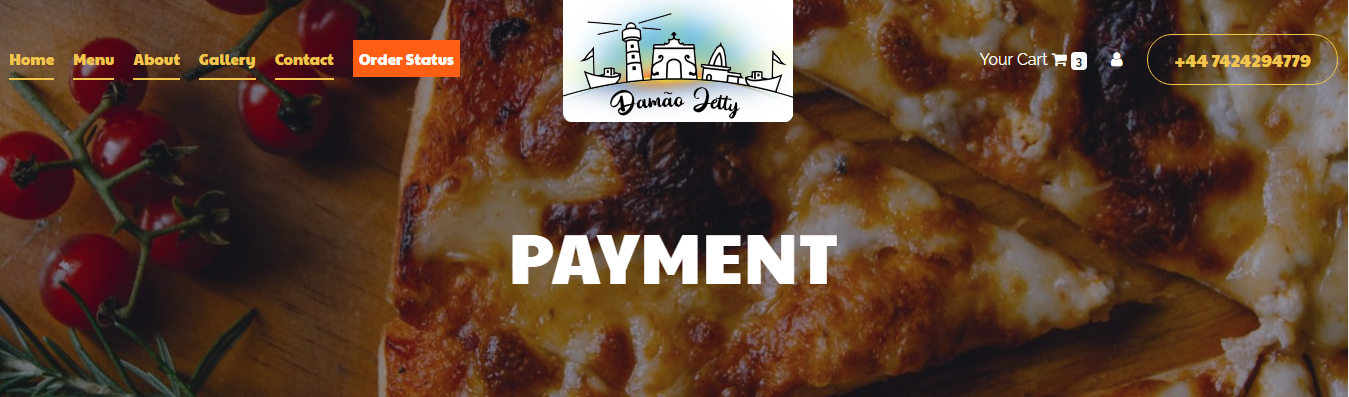 Home Menu About Gallery Contact Order Status
Damão Jetty
Your Cart 3
+44 7424294779
PAYMENT